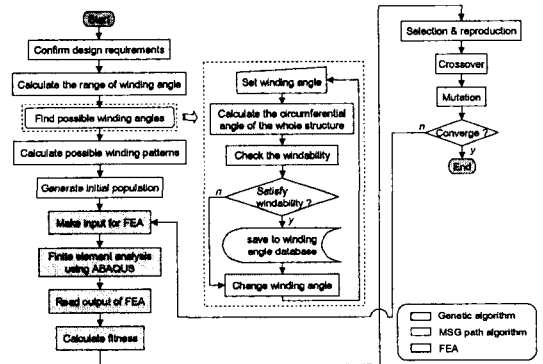 Start
Confirm design requirements
Calculate the range of winding angle
Find possible winding angles
Calculate possible winding patterns
Generate initial population
Make input for FEA
Finite element analysis
using ABAQUS
Read output of FEA
Calculate fitness
Set winding angle
Calculate the circumferential
angle of the whole structure
Check the windability
n
Satisfy
windability ?
y
save to winding
angle database
Change winding angle
Selection & reproduction
Crossover
Mutation
n
Converge ?
y
End
Genetic algorithm
MSG path algorithm
FEA